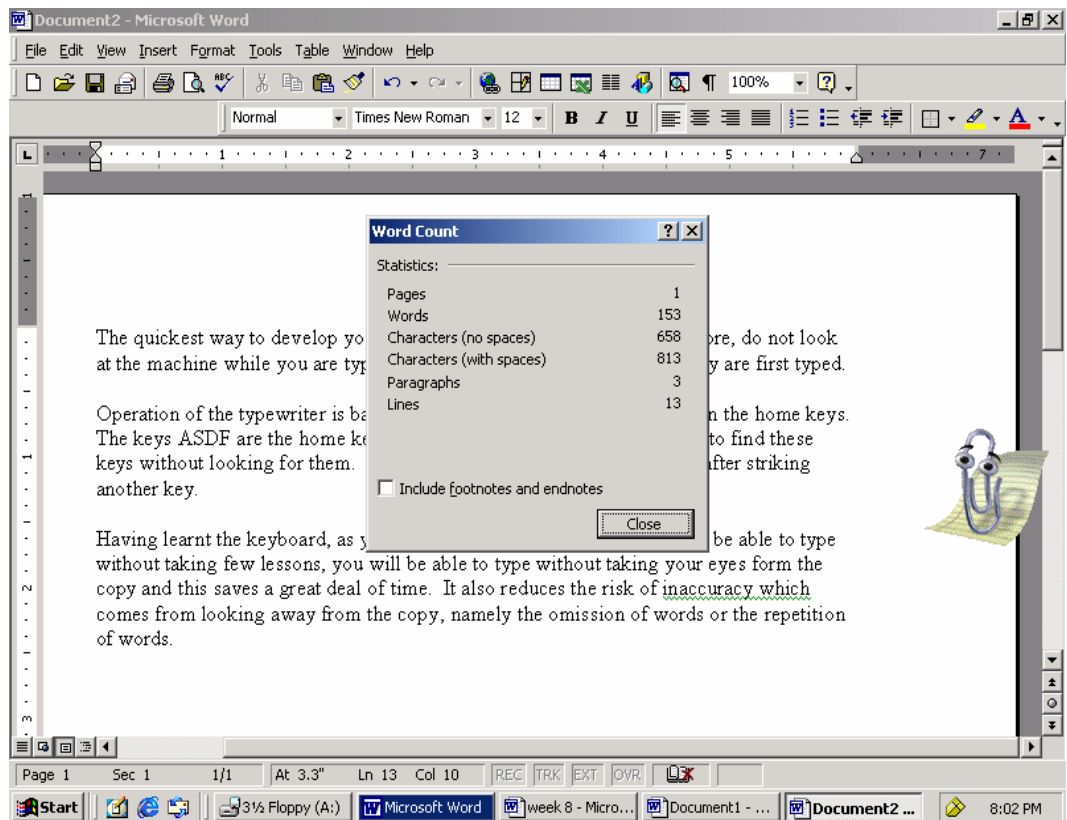 Document2 - Microsoft Word
File Edit View Insert Format Tools Table Window Help
ABC 100%
Normal Times New Roman 12 B I U A
1 2 3 4 5 7
Word Count
Statistics:
Pages 1
Words 153
Characters (no spaces) 658
Characters (with spaces) 813
Paragraphs 3
Lines 13
Include footnotes and endnotes
Close
The quickest way to develop , do not look
at the machine while you are are first typed.
Operation of the typewriter is the home keys.
The keys ASDF are the home to find these
keys without looking for them. after striking
another key.
Having learnt the keyboard, as be able to type
without taking few lessons, you will be able to type without taking your eyes form the
copy and this saves a great deal of time. It also reduces the risk of inaccuracy which
comes from looking away from the copy, namely the omission of words or the repetition
of words.
Page 1 Sec 1 1/1 At 3.3" Ln 13 Col 10 REC TRK EXT OVR
Start 3½ Floppy (A:) Microsoft Word week 8 - Micro... Document1 - ... Document2 ... 8:02 PM